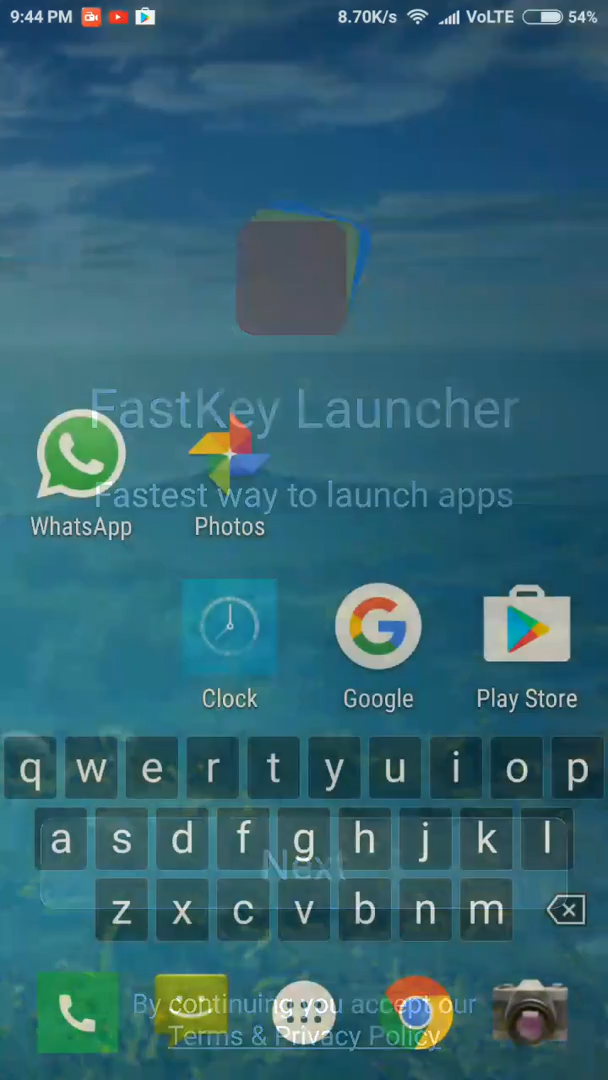 9:44 PM 8.70K/s VoLTE 54%
FastKey Launcher
Fastest way to launch apps
WhatsApp Photos
Clock Google Play Store
q w e r t y u i o p
a s d f g h j k l
Next
z x c v b n m
By continuing you accept our
Terms & Privacy Policy